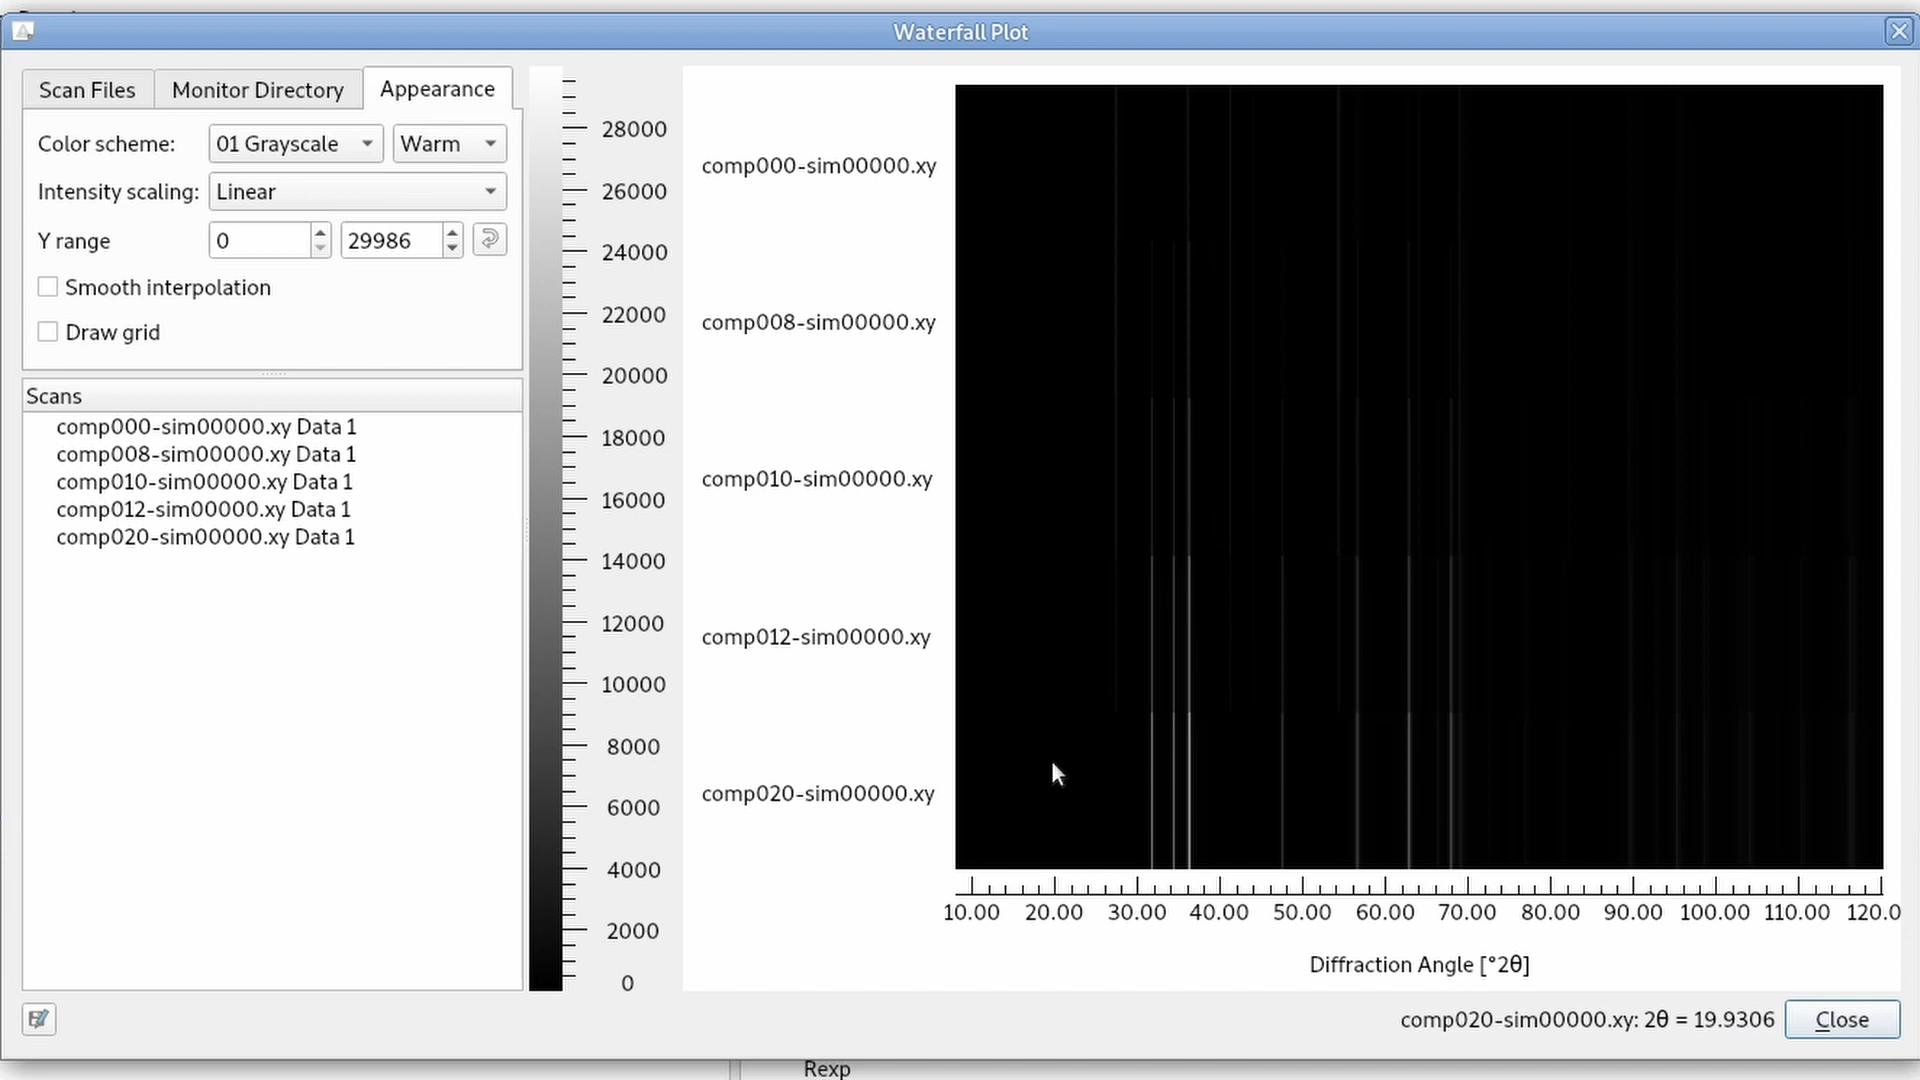 Waterfall Plot
Scan Files
Monitor Directory
Appearance
Color scheme:
01 Grayscale
Warm
Intensity scaling:
Linear
Y range
0
29986
Smooth interpolation
Draw grid
Scans
comp000-sim00000.xy Data 1
comp008-sim00000.xy Data 1
comp010-sim00000.xy Data 1
comp012-sim00000.xy Data 1
comp020-sim00000.xy Data 1
28000
26000
24000
22000
20000
18000
16000
14000
12000
10000
8000
6000
4000
2000
0
comp000-sim00000.xy
comp008-sim00000.xy
comp010-sim00000.xy
comp012-sim00000.xy
comp020-sim00000.xy
10.00 20.00 30.00 40.00 50.00 60.00 70.00 80.00 90.00 100.00 110.00 120.0
Diffraction Angle [°2θ]
comp020-sim00000.xy: 2θ = 19.9306
Close
Rexp